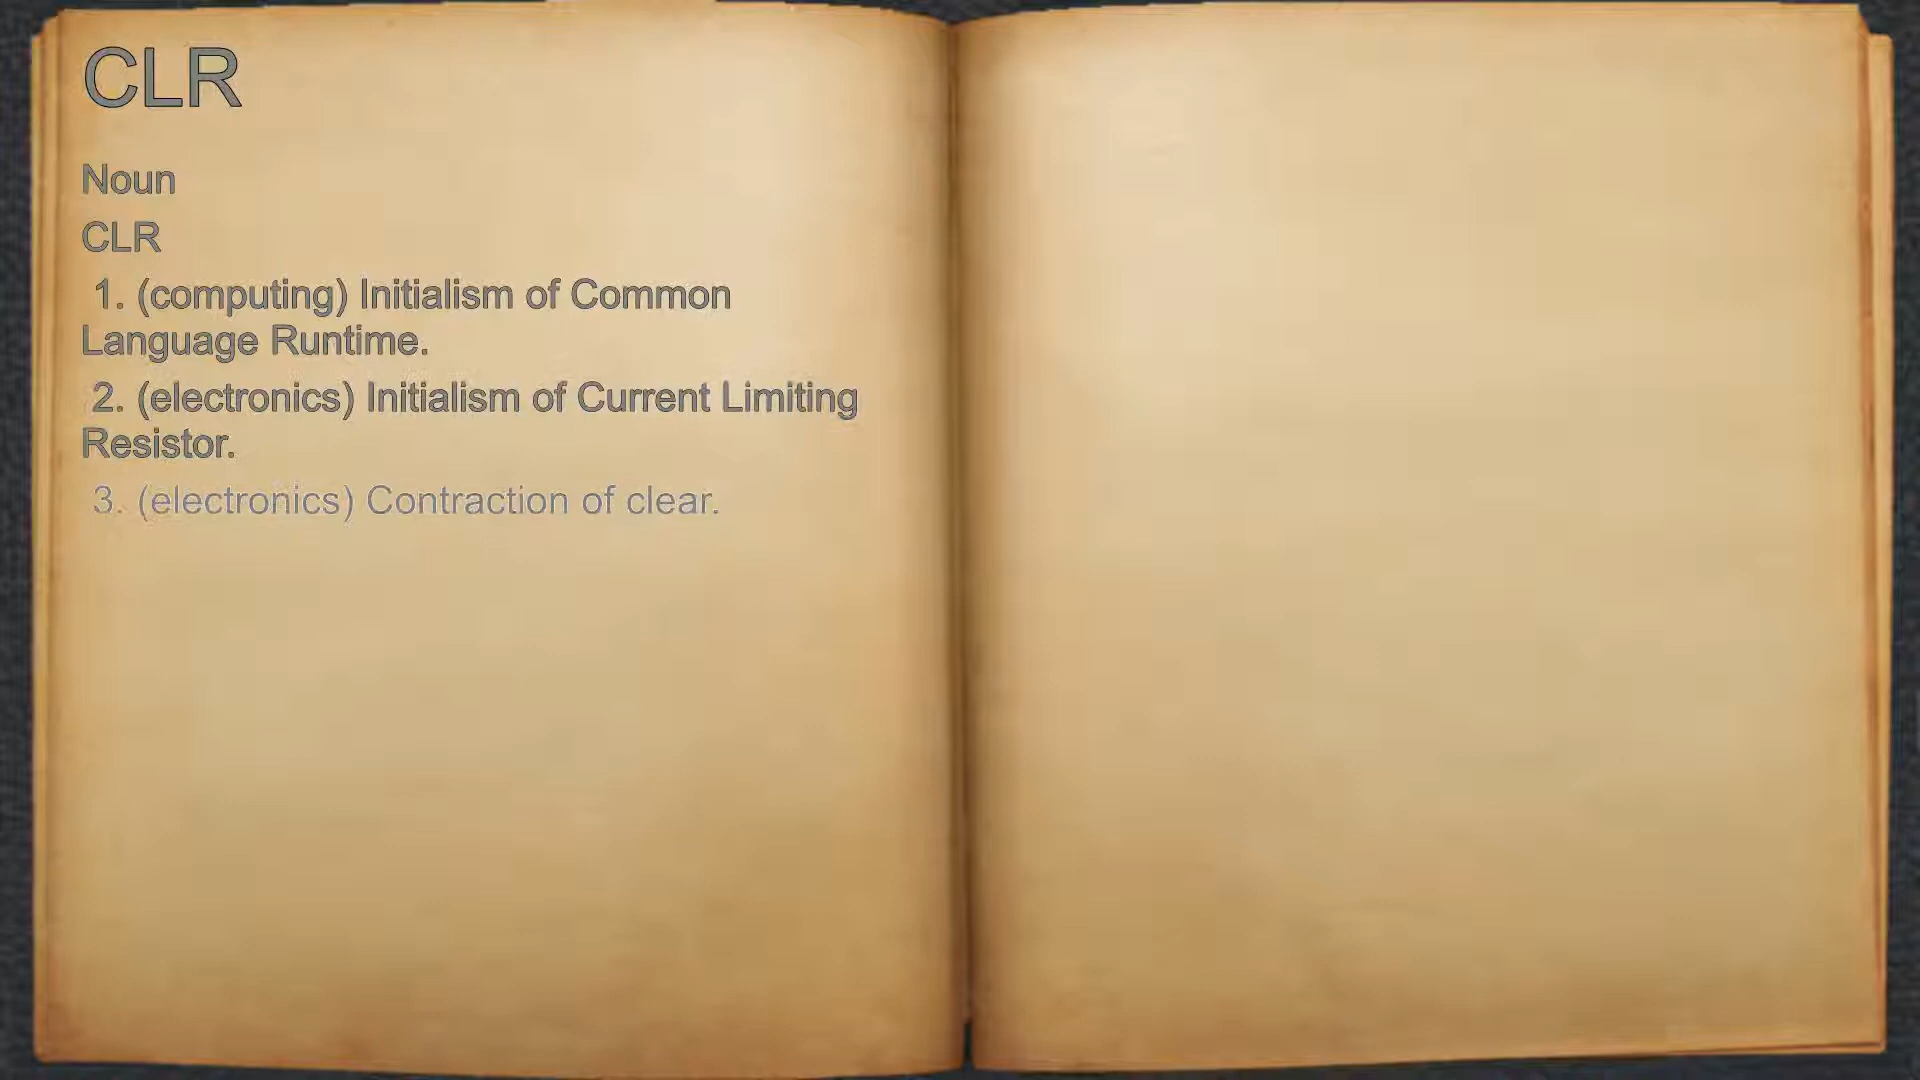 CLR
Noun
CLR
1. (computing) Initialism of Common
Language Runtime.
2. (electronics) Initialism of Current Limiting
Resistor.
3. (electronics) Contraction of clear.